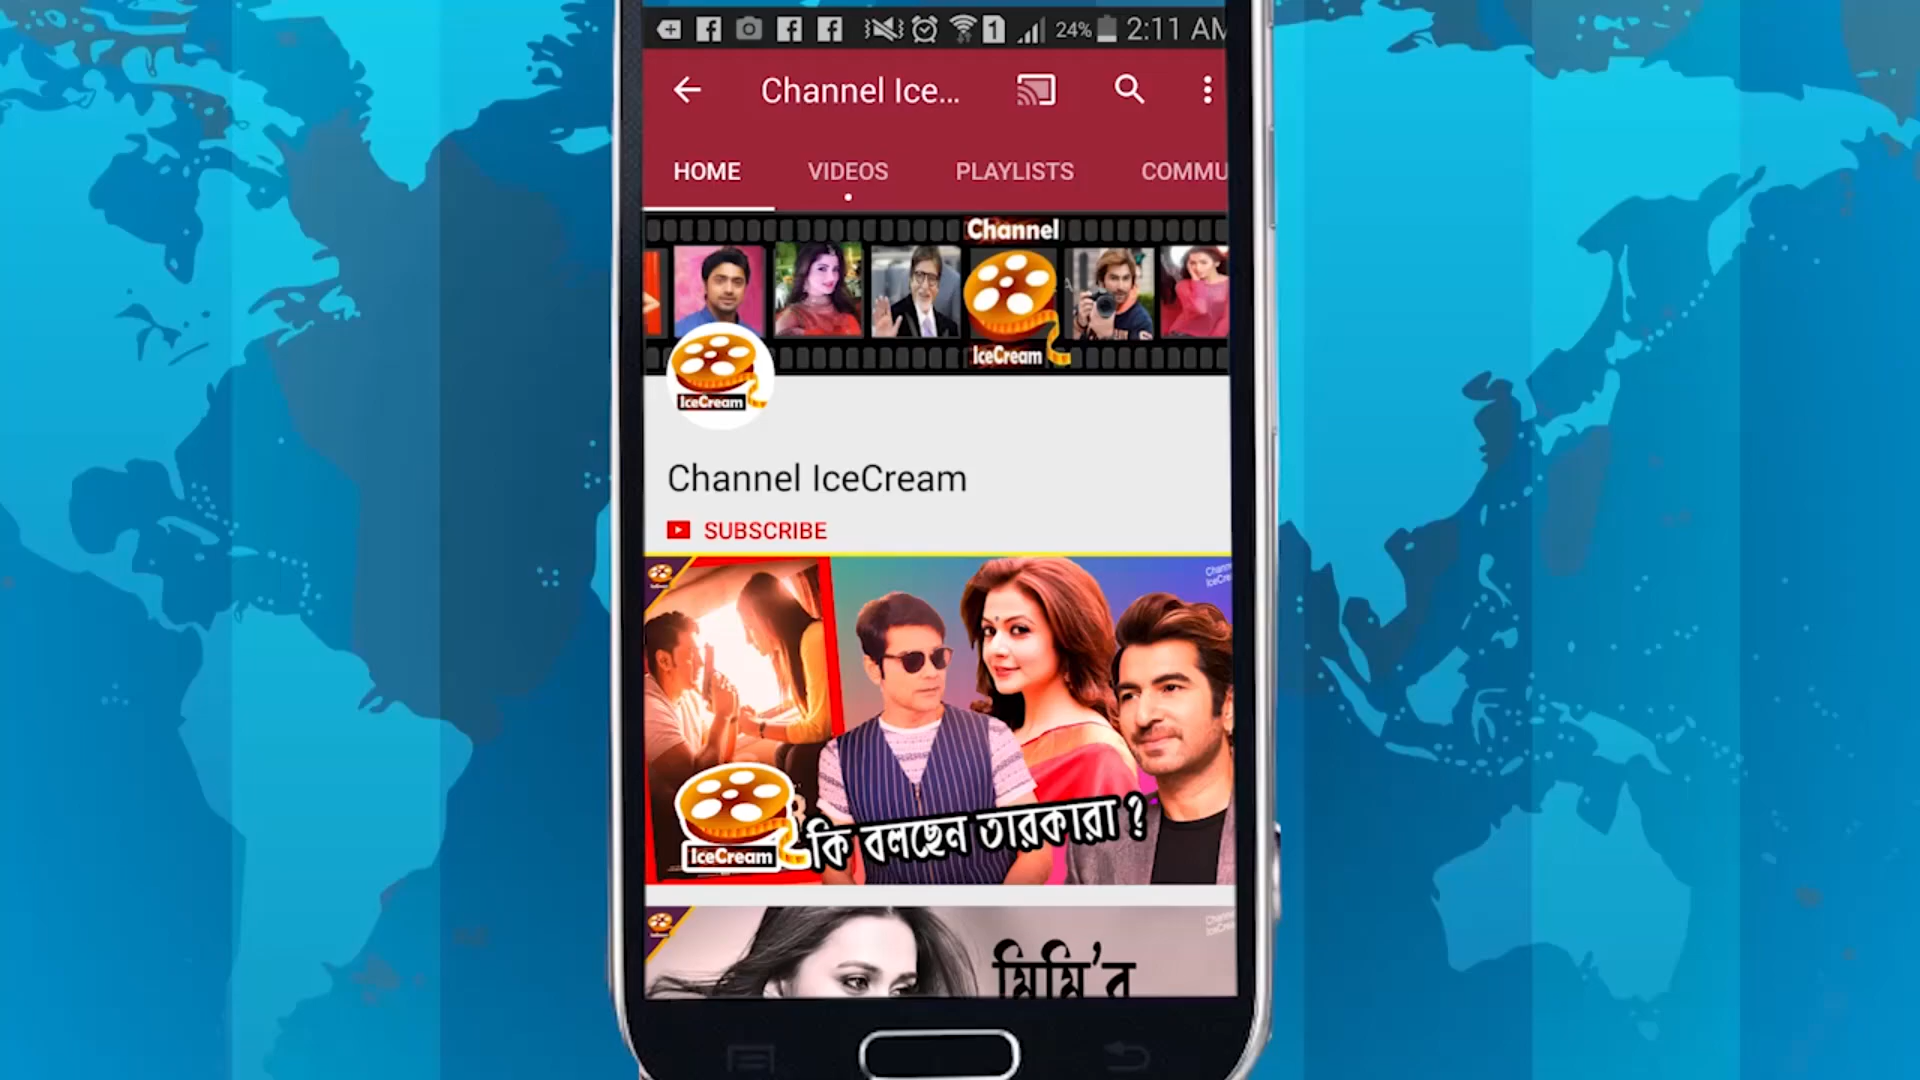 1 24% 2:11 AM
Channel Ice...
HOME VIDEOS PLAYLISTS COMMU
Channel
IceCream
IceCream
Channel IceCream
SUBSCRIBE
IceCream
কি বলছেন তারকারা ?
মিমি'র